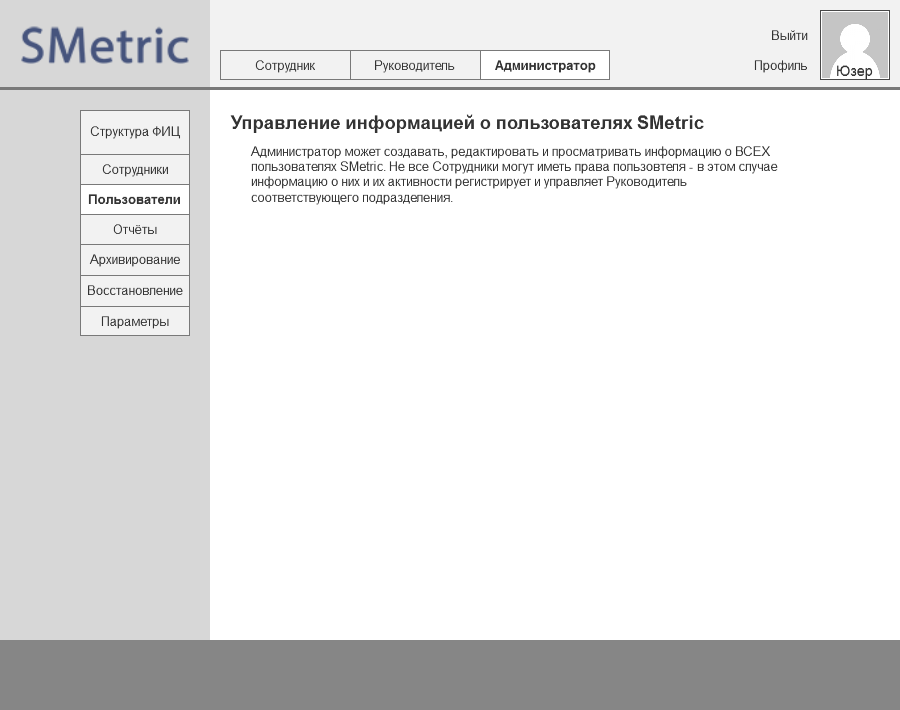 SMetric
Выйти
Сотрудник Руководитель Администратор
Профиль
Юзер
Структура ФИЦ
Сотрудники
Пользователи
Отчёты
Архивирование
Восстановление
Параметры
Управление информацией о пользователях SMetric
Администратор может создавать, редактировать и просматривать информацию о ВСЕХ
пользователях SMetric. Не все Сотрудники могут иметь права пользовтеля - в этом случае
информацию о них и их активности регистрирует и управляет Руководитель
соответствующего подразделения.